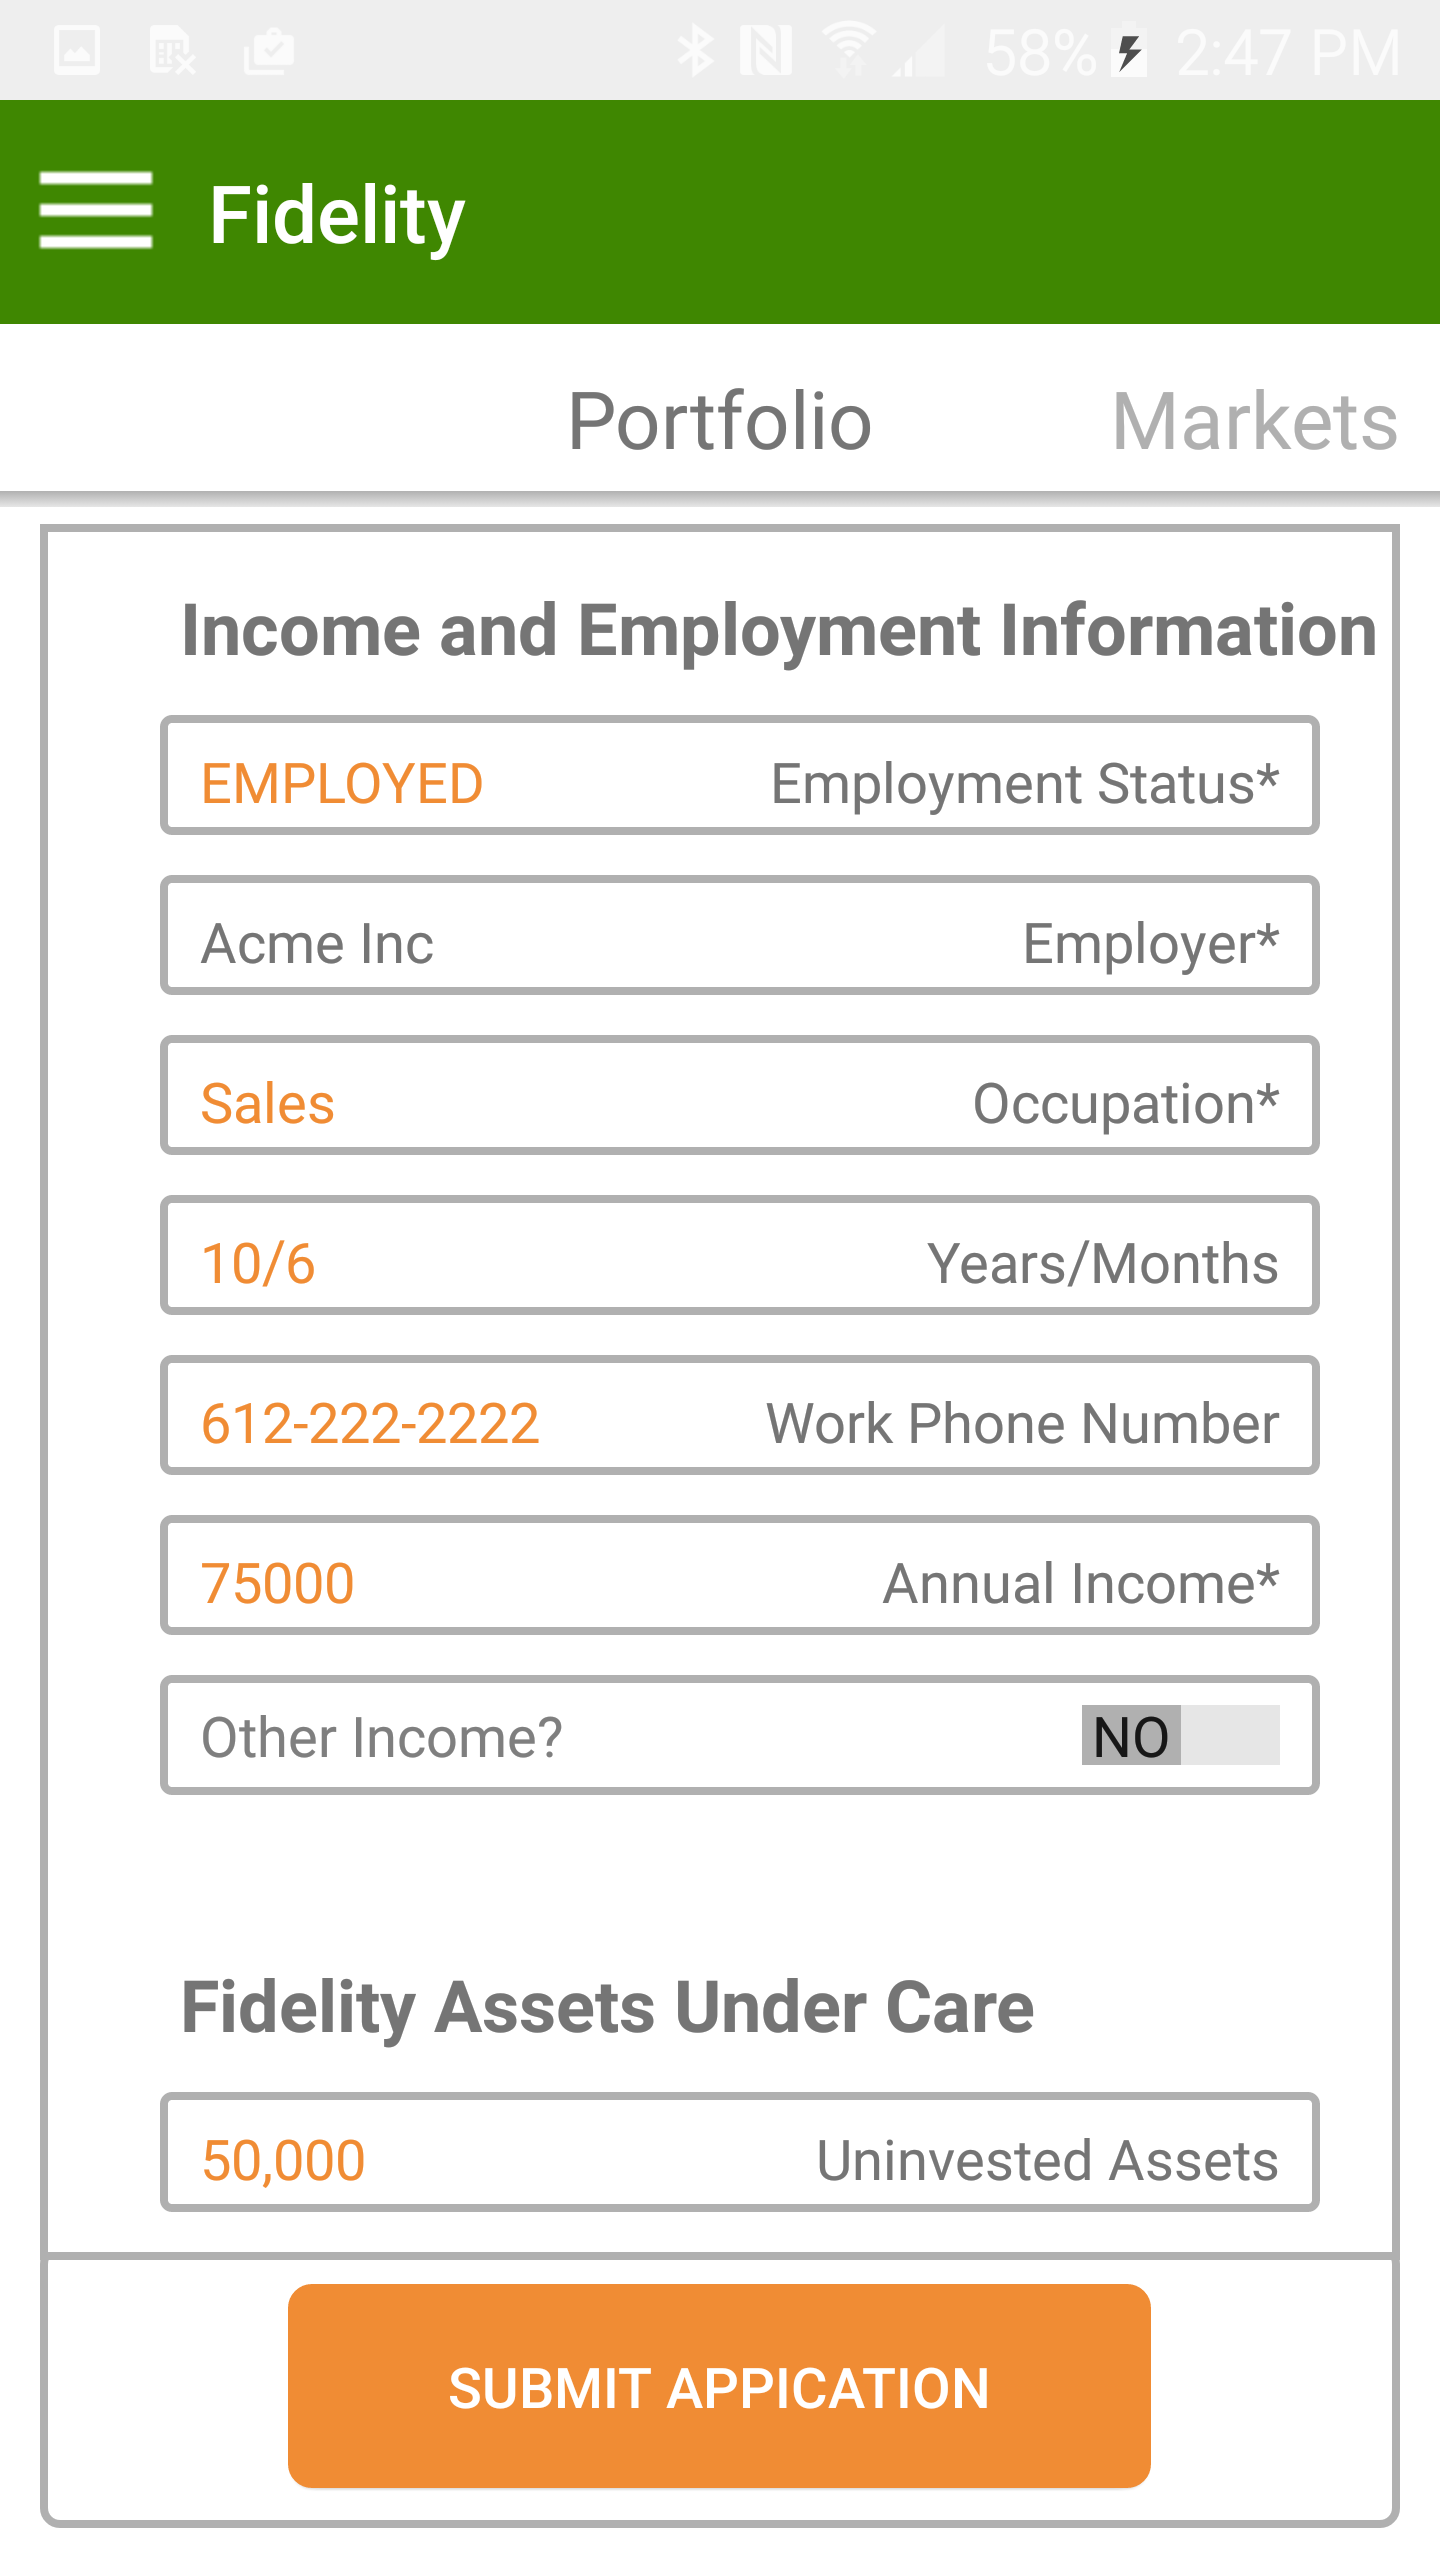 58% 2:47 PM
Fidelity
Portfolio Markets
Income and Employment Information
EMPLOYED Employment Status*
Acme Inc Employer*
Sales Occupation*
10/6 Years/Months
612-222-2222 Work Phone Number
75000 Annual Income*
Other Income? NO
Fidelity Assets Under Care
50,000 Uninvested Assets
SUBMIT APPICATION